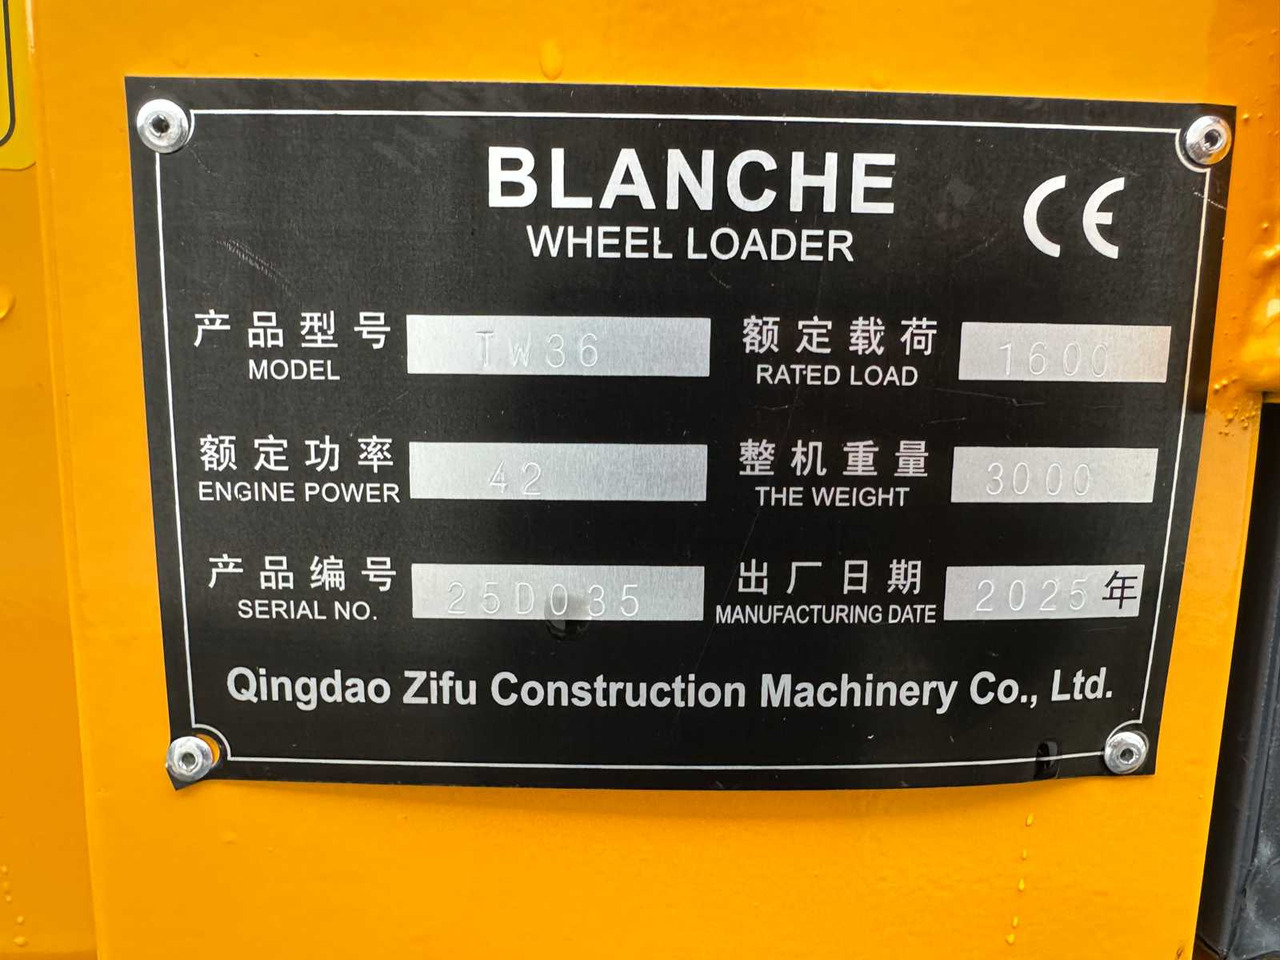 BLANCHE
CE
WHEEL LOADER
产品型号 TW36 额定载荷 1600
MODEL RATED LOAD
额定功率 42 整机重量 3000
ENGINE POWER THE WEIGHT
产品编号 25D035 出厂日期 2025年
SERIAL NO. MANUFACTURING DATE
Qingdao Zifu Construction Machinery Co., Ltd.